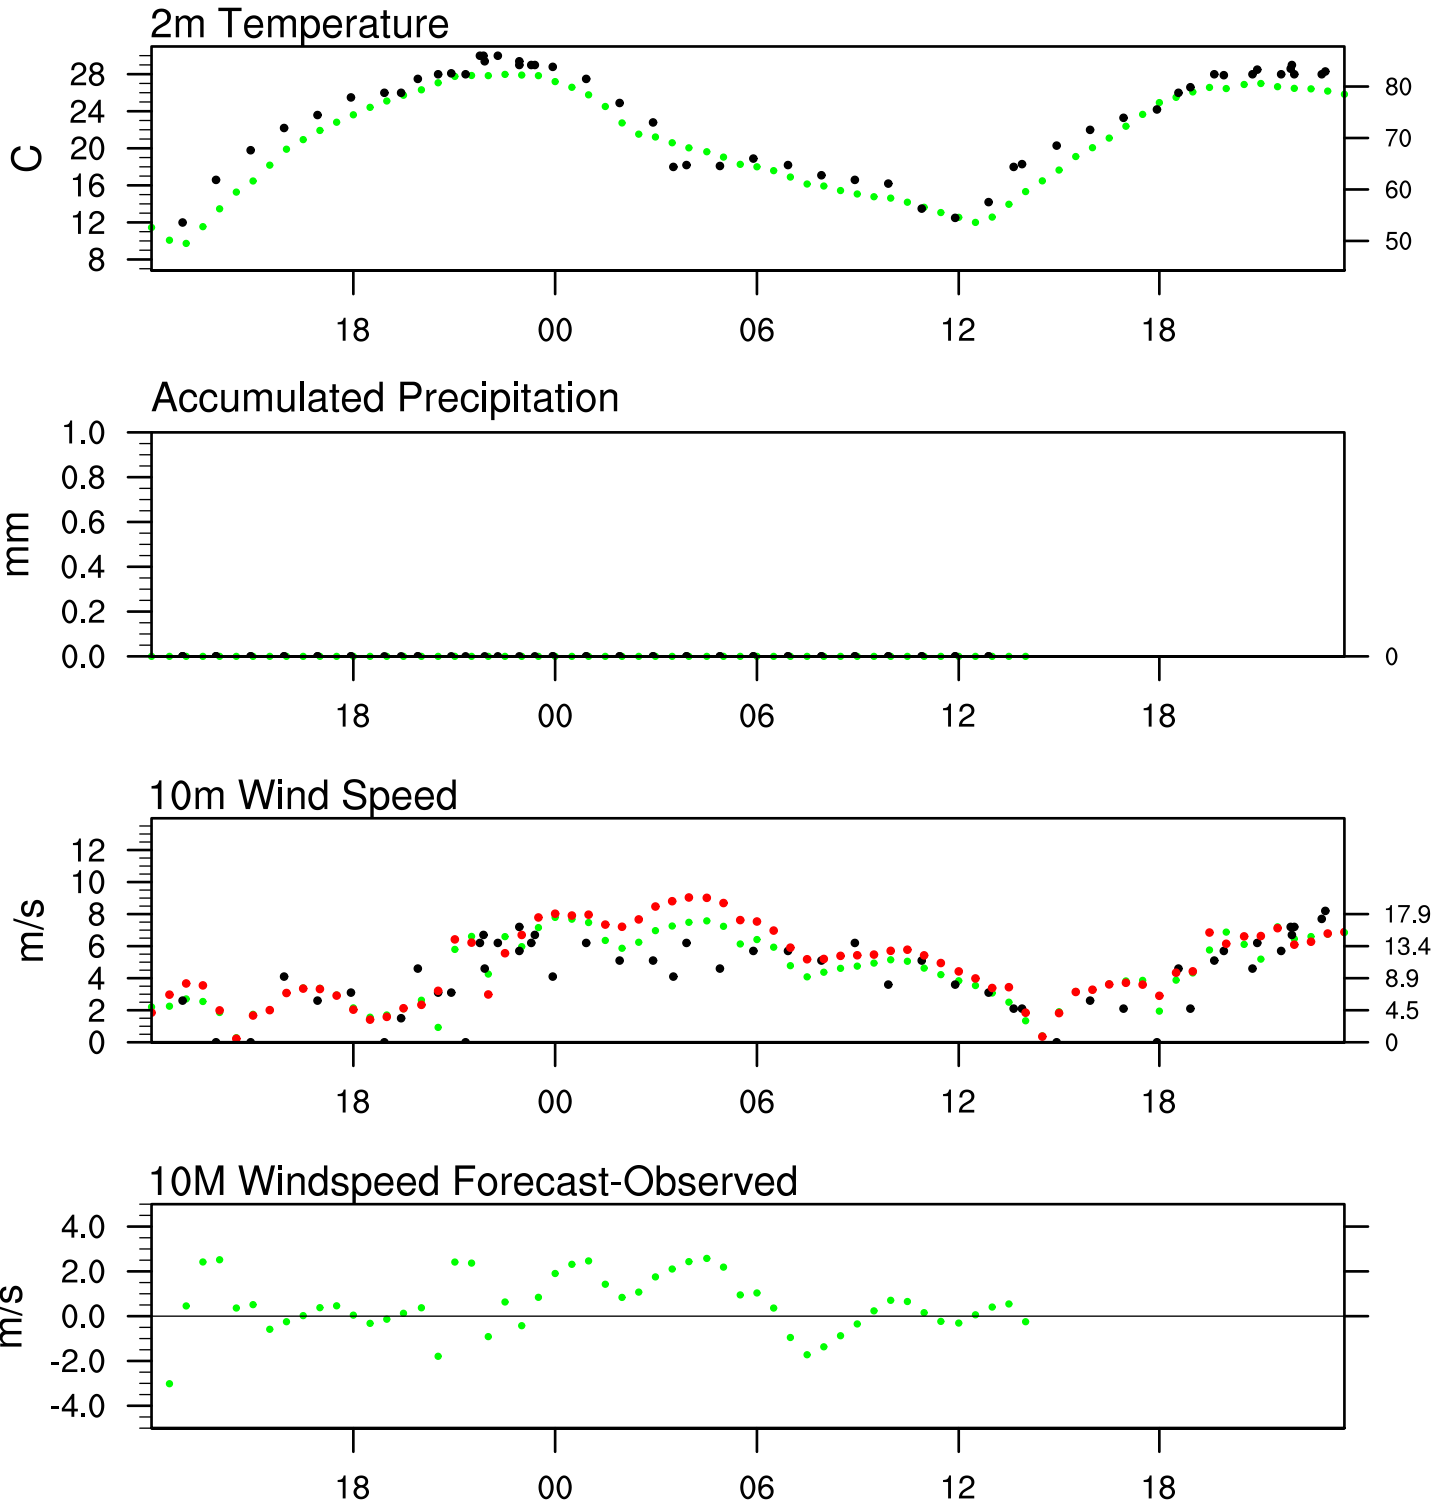 2m Temperature
28
24
20
16
12
8
C
80
70
60
50
18 00 06 12 18
Accumulated Precipitation
1.0
0.8
0.6
0.4
0.2
0.0
mm
0
18 00 06 12 18
10m Wind Speed
12
10
8
6
4
2
0
m/s
17.9
13.4
8.9
4.5
0
18 00 06 12 18
10M Windspeed Forecast-Observed
4.0
2.0
0.0
-2.0
-4.0
m/s
18 00 06 12 18